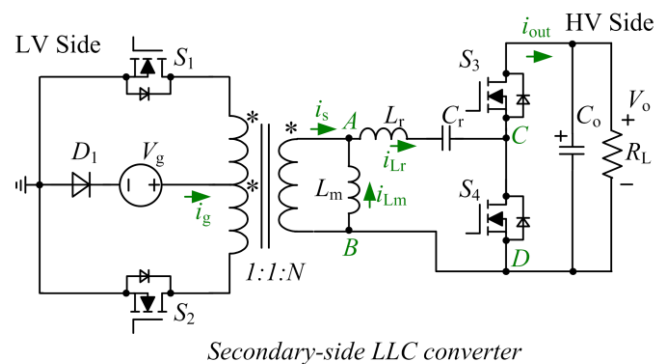 LV Side
HV Side
S1
iout
S3
* *
is
A
Lr
Cr
Co
Vo
+
D1
Vg
*
iLr
C
+
RL
- +
Lm
iLm
S4
−
ig
B
D
1:1:N
S2
Secondary-side LLC converter